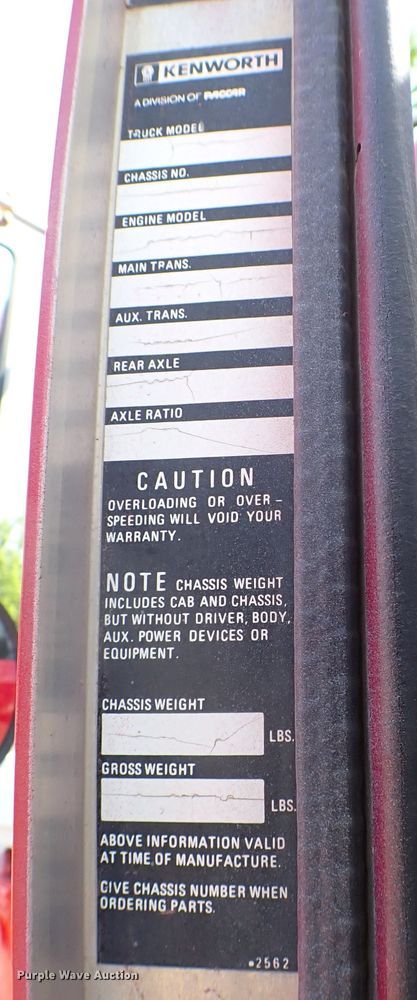 KENWORTH
A DIVISION OF PACCAR
TRUCK MODEL
CHASSIS NO.
ENGINE MODEL
MAIN TRANS.
AUX. TRANS.
REAR AXLE
AXLE RATIO
CAUTION
OVERLOADING OR OVER-
SPEEDING WILL VOID YOUR
WARRANTY.
NOTE CHASSIS WEIGHT
INCLUDES CAB AND CHASSIS,
BUT WITHOUT DRIVER, BODY,
AUX. POWER DEVICES OR
EQUIPMENT.
CHASSIS WEIGHT
LBS.
GROSS WEIGHT
LBS.
ABOVE INFORMATION VALID
AT TIME OF MANUFACTURE.
GIVE CHASSIS NUMBER WHEN
ORDERING PARTS.
•2562
Purple Wave Auction